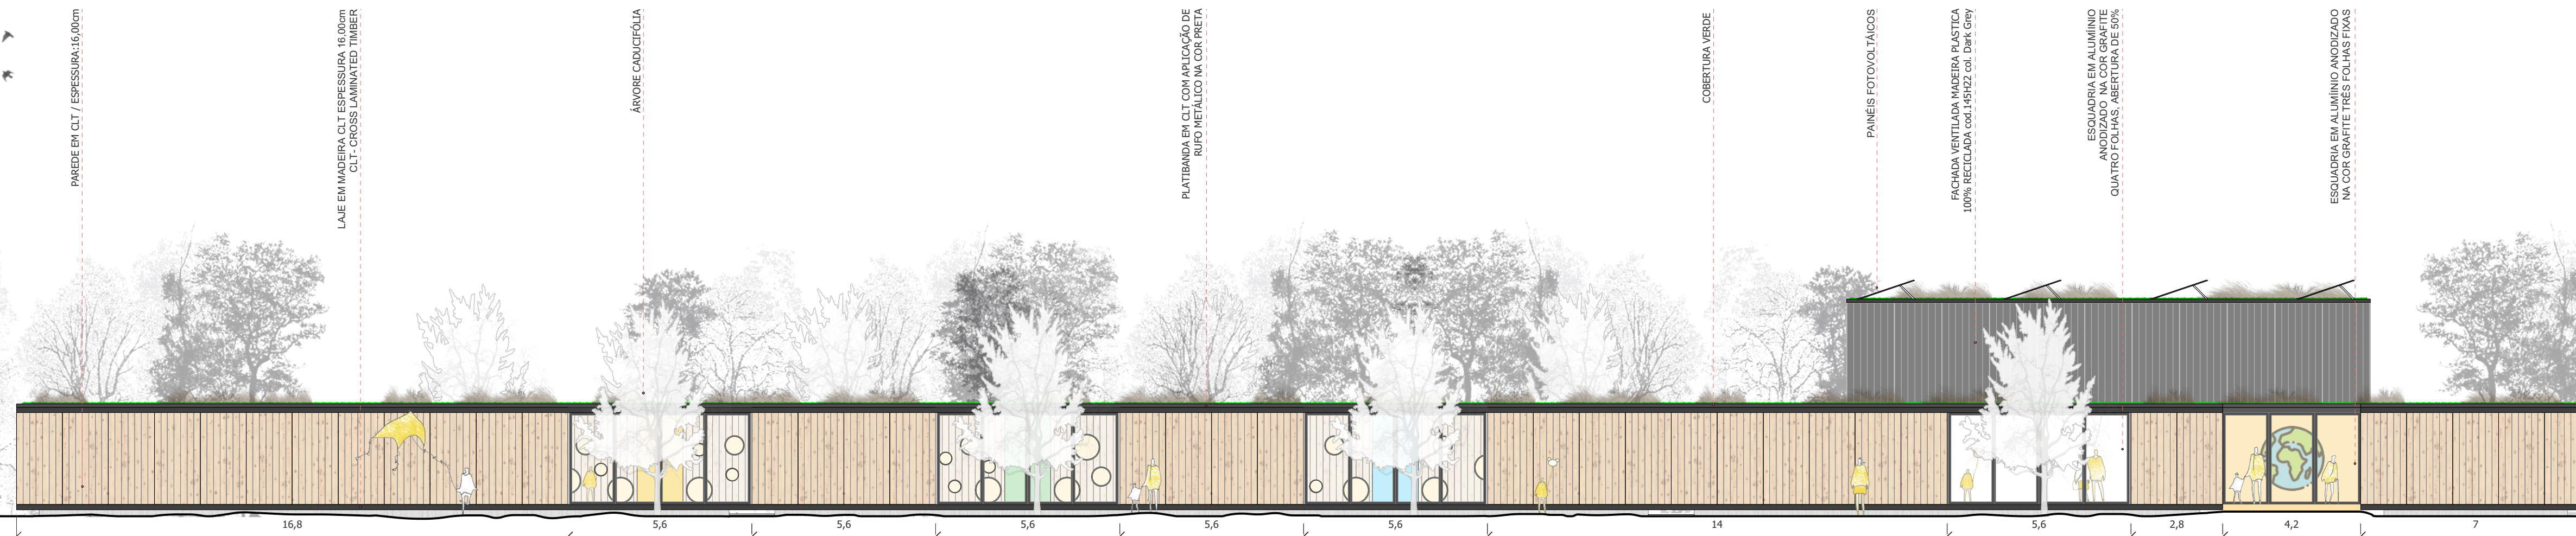 PAREDE EM CLT / ESPESSURA:16,00cm
LAJE EM MADEIRA CLT ESPESSURA 16,00cm
CLT- CROSS LAMINATED TIMBER
ÁRVORE CADUCIFÓLIA
PLATIBANDA EM CLT COM APLICAÇÃO DE
RUFO METÁLICO NA COR PRETA
COBERTURA VERDE
PAINÉIS FOTOVOLTÁICOS
FACHADA VENTILADA MADEIRA PLASTICA
100% RECICLADA cod.145H22 col. Dark Grey
ESQUADRIA EM ALUMÍINIO
ANODIZADO NA COR GRAFITE
QUATRO FOLHAS, ABERTURA DE 50%
ESQUADRIA EM ALUMÍINIO ANODIZADO
NA COR GRAFITE TRÊS FOLHAS FIXAS
16,8
5,6
5,6
5,6
5,6
5,6
14
5,6
2,8
4,2
7